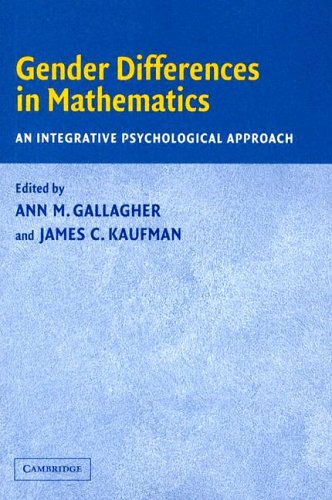 Gender Differences
in Mathematics
AN INTEGRATIVE PSYCHOLOGICAL APPROACH
Edited by
ANN M. GALLAGHER
and JAMES C. KAUFMAN
CAMBRIDGE